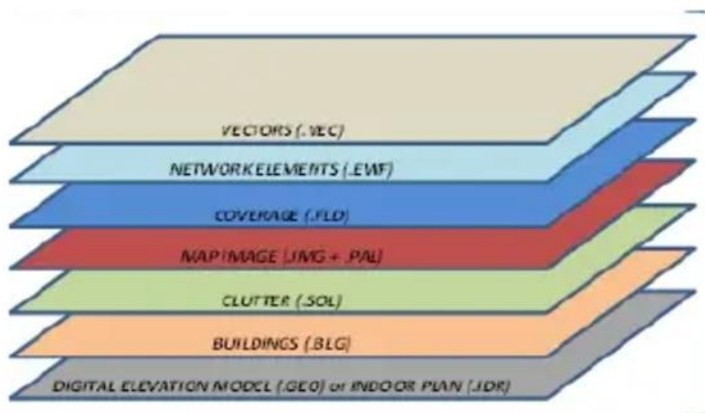 VECTORS (.VEC)
NETWORK ELEMENTS (.EWF)
COVERAGE (.FLD)
MAP IMAGE (.IMG + .PAL)
CLUTTER (.SOL)
BUILDINGS (.BLG)
DIGITAL ELEVATION MODEL (.GEO) or INDOOR PLAN (.IDR)